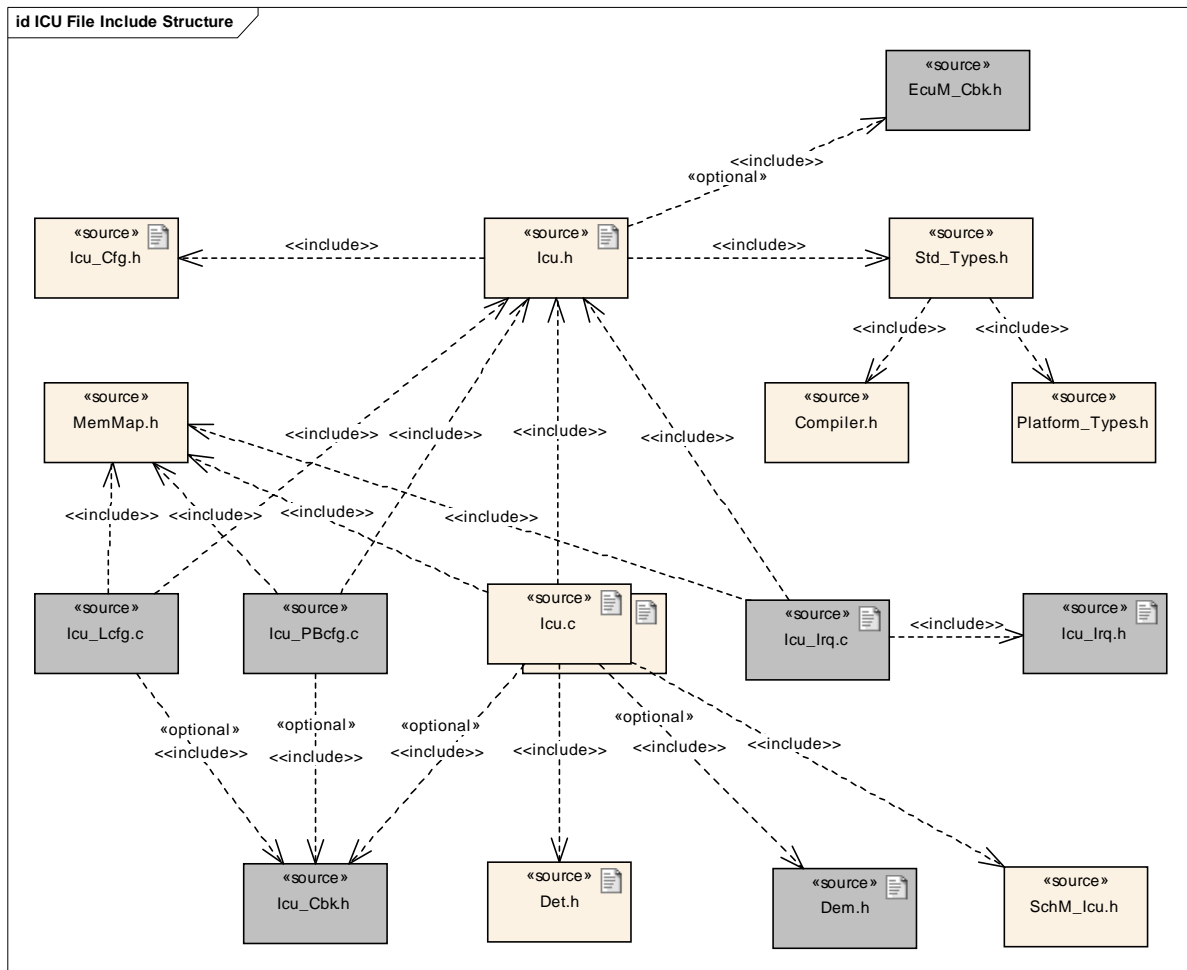 id ICU File Include Structure
«source»
EcuM_Cbk.h
<<include>>
«optional»
«source»
Icu_Cfg.h
<<include>>
«source»
Icu.h
<<include>>
«source»
Std_Types.h
<<include>>
<<include>>
«source»
MemMap.h
«source»
Compiler.h
«source»
Platform_Types.h
<<include>>
<<include>>
<<include>>
<<include>>
<<include>>
<<include>>
<<include>>
<<include>>
«source»
Icu_Lcfg.c
«source»
Icu_PBcfg.c
«source»
Icu.c
«source»
Icu_Irq.c
<<include>>
«source»
Icu_Irq.h
«optional»
<<include>>
«optional»
<<include>>
«optional»
<<include>>
<<include>>
«optional»
<<include>>
<<include>>
«source»
Icu_Cbk.h
«source»
Det.h
«source»
Dem.h
«source»
SchM_Icu.h